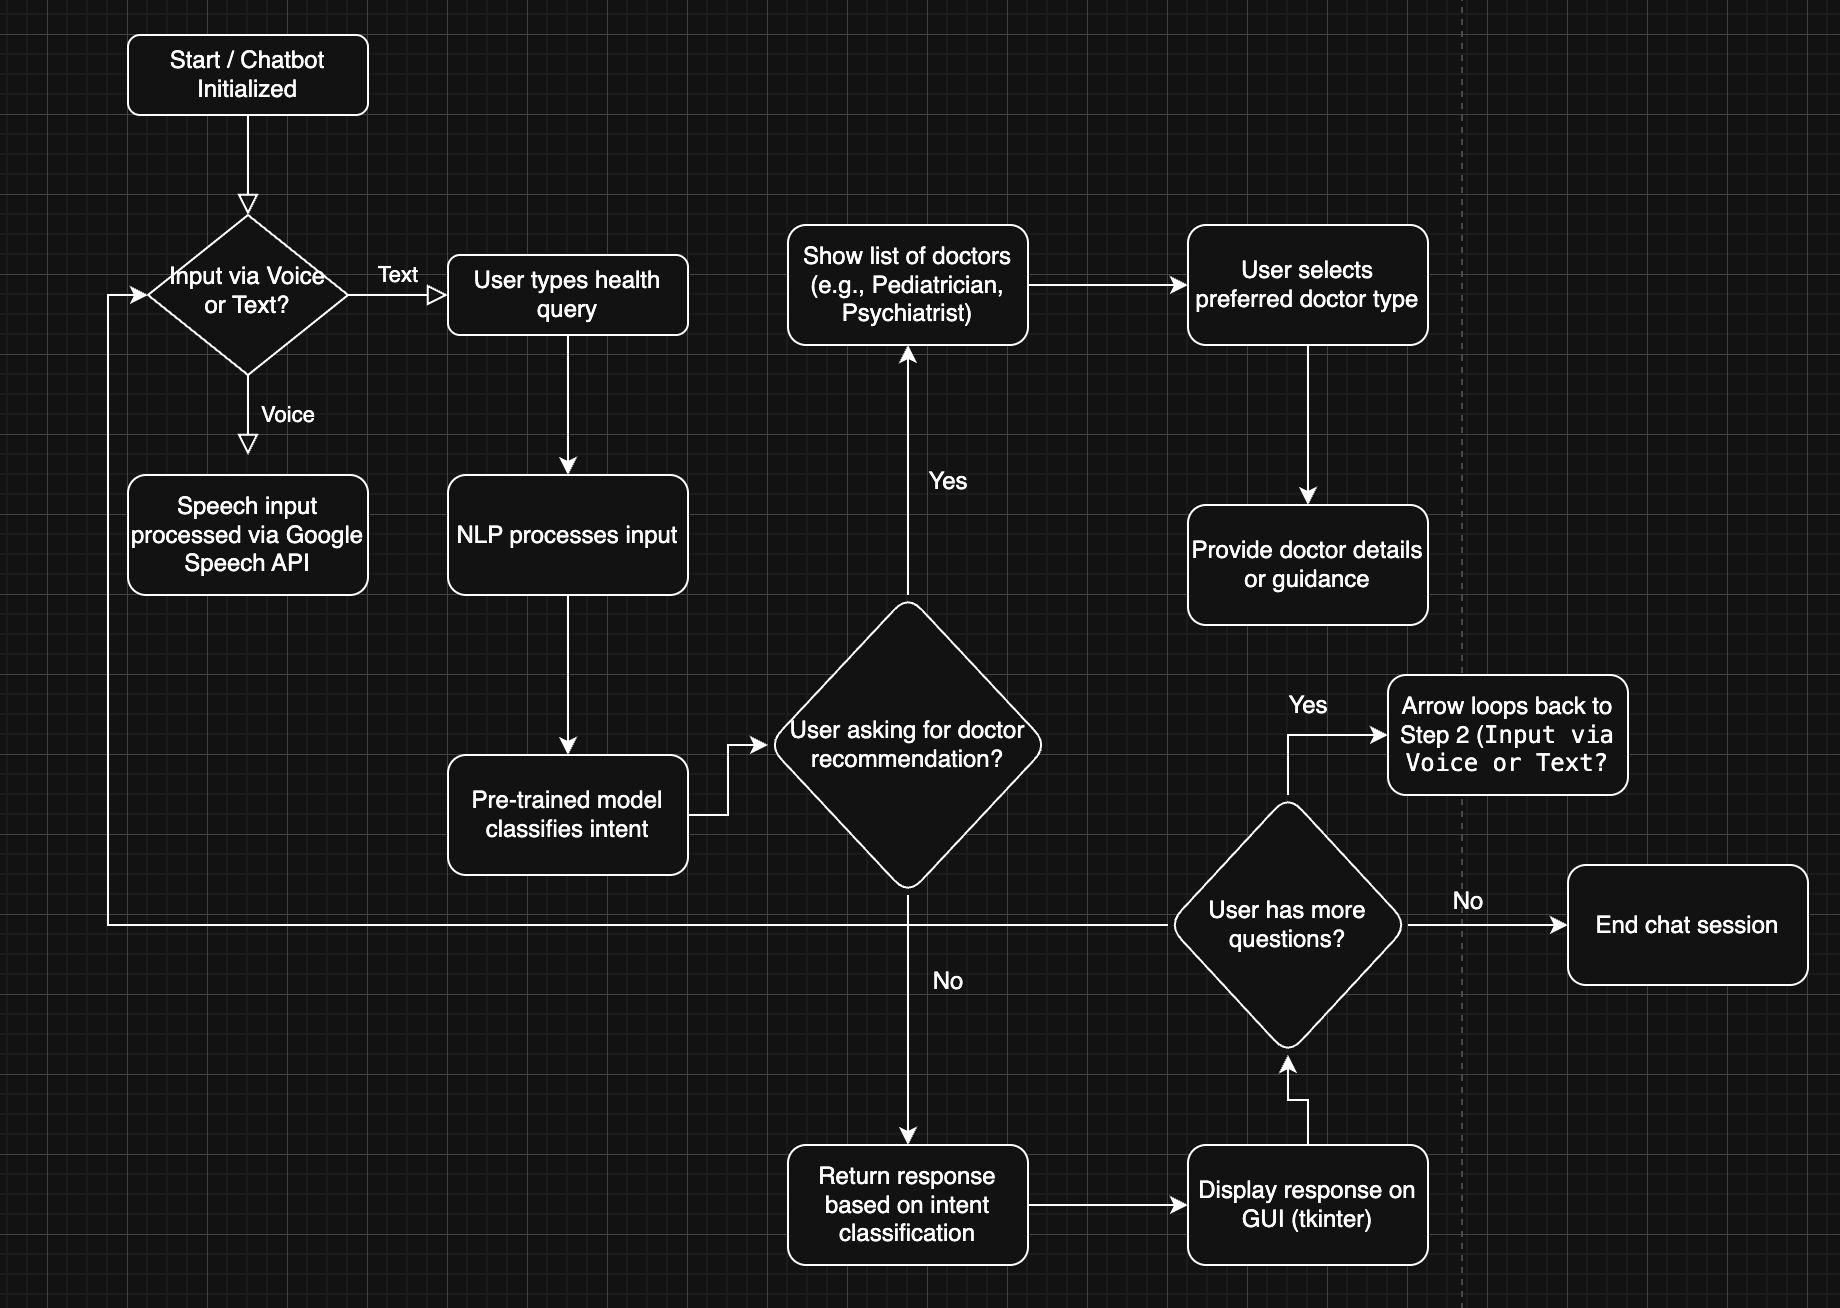 Start / Chatbot
Initialized
Input via Voice
or Text?
Text
User types health
query
Voice
Speech input
processed via Google
Speech API
NLP processes input
Pre-trained model
classifies intent
User asking for doctor
recommendation?
Yes
Show list of doctors
(e.g., Pediatrician,
Psychiatrist)
User selects
preferred doctor type
Provide doctor details
or guidance
No
Return response
based on intent
classification
Display response on
GUI (tkinter)
User has more
questions?
Yes
Arrow loops back to
Step 2 (Input via
Voice or Text?
No
End chat session